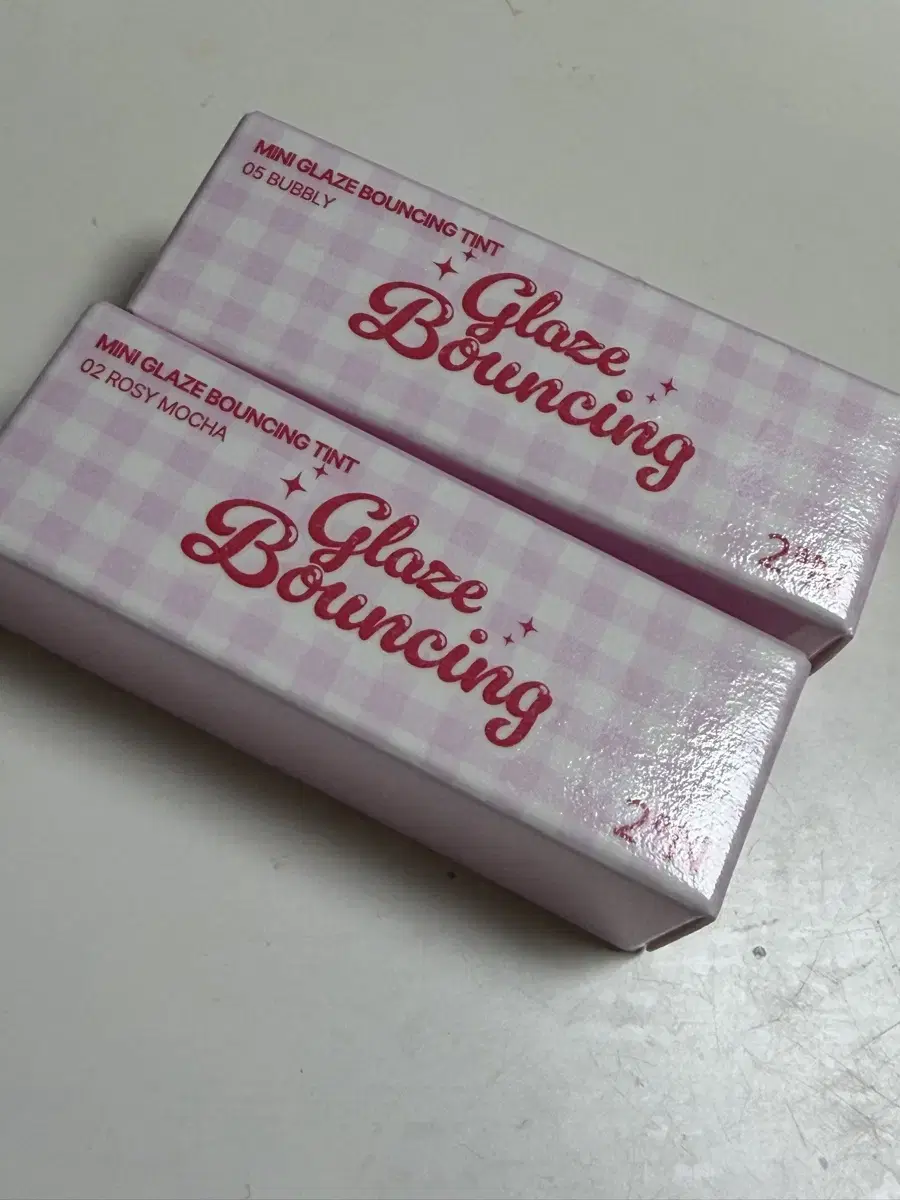 MINI GLAZE BOUNCING TINT
05 BUBBLY
Glaze
Bouncing
MINI GLAZE BOUNCING TINT
02 ROSY MOCHA
Glaze
Bouncing